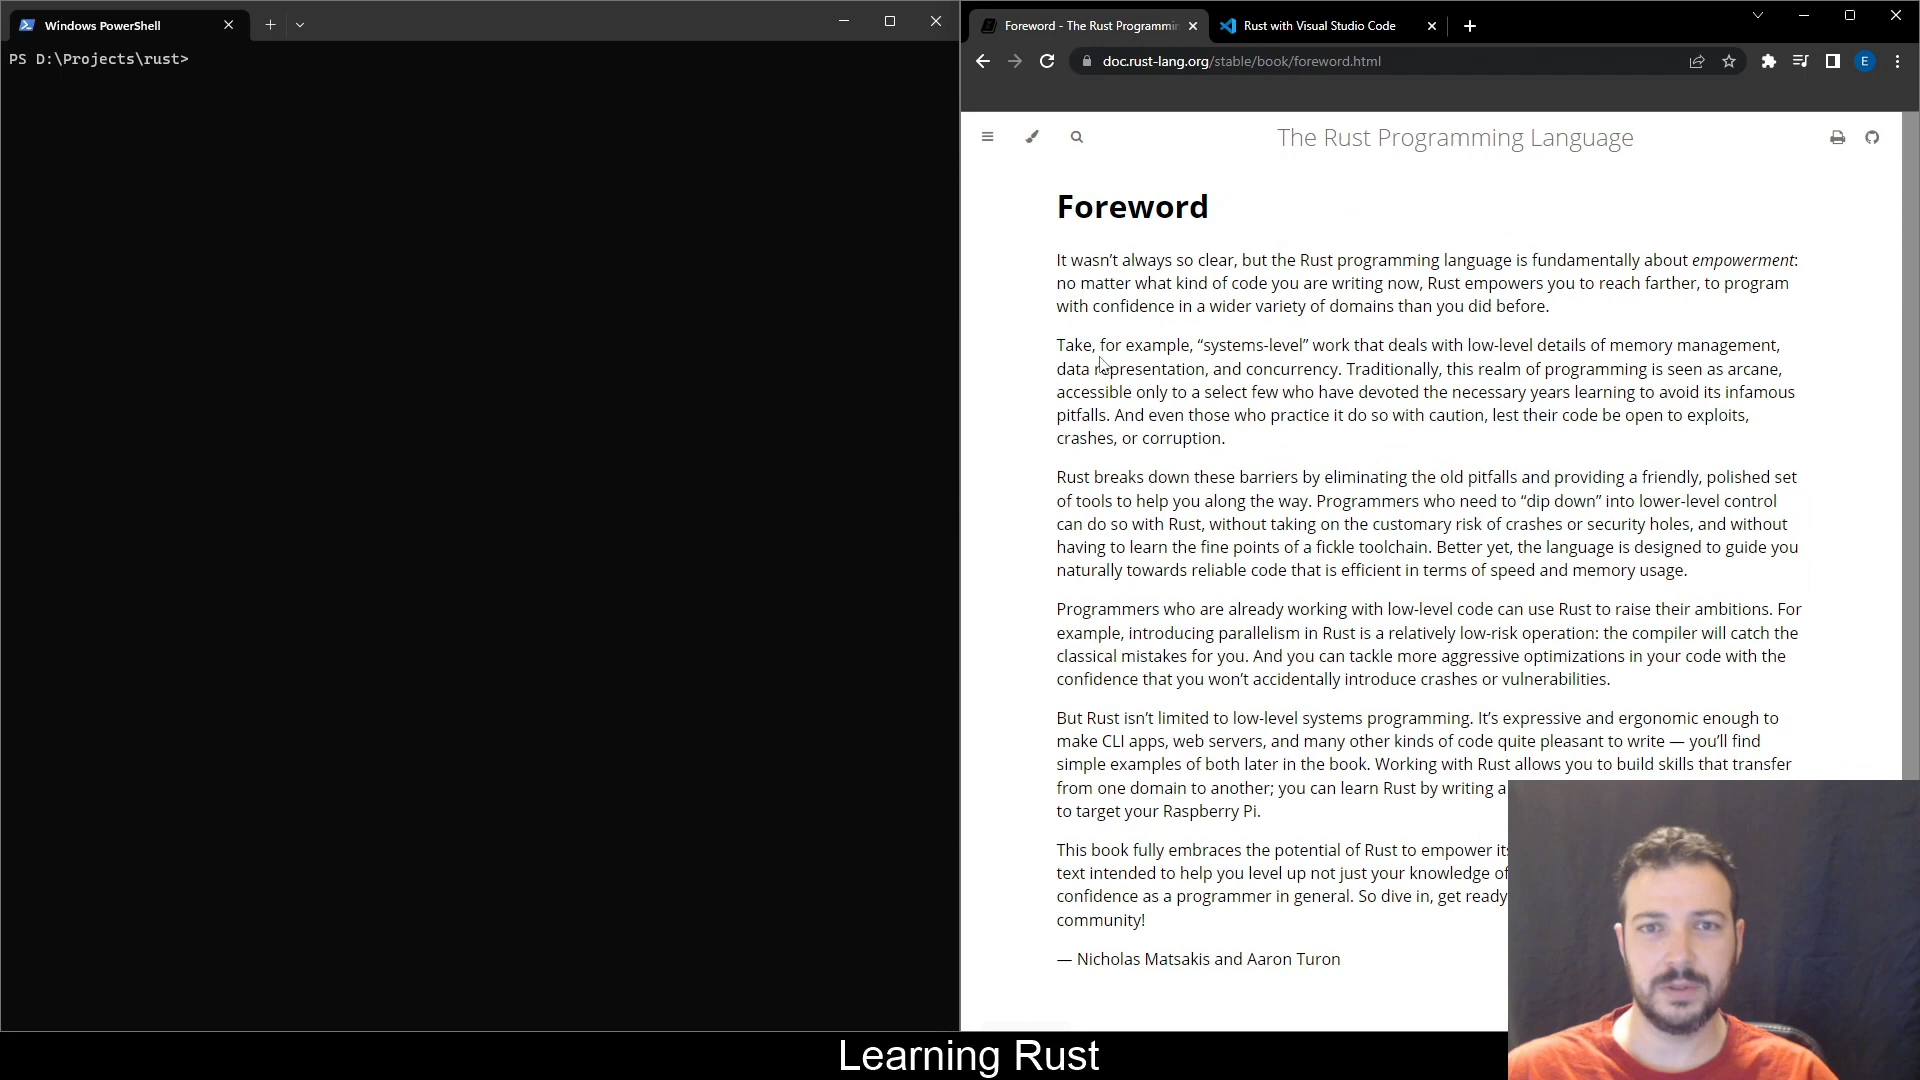 Windows PowerShell
PS D:\Projects\rust>
Foreword - The Rust Programmin
Rust with Visual Studio Code
doc.rust-lang.org/stable/book/foreword.html
E
The Rust Programming Language
Foreword
It wasn’t always so clear, but the Rust programming language is fundamentally about empowerment:
no matter what kind of code you are writing now, Rust empowers you to reach farther, to program
with confidence in a wider variety of domains than you did before.
Take, for example, “systems-level” work that deals with low-level details of memory management,
data representation, and concurrency. Traditionally, this realm of programming is seen as arcane,
accessible only to a select few who have devoted the necessary years learning to avoid its infamous
pitfalls. And even those who practice it do so with caution, lest their code be open to exploits,
crashes, or corruption.
Rust breaks down these barriers by eliminating the old pitfalls and providing a friendly, polished set
of tools to help you along the way. Programmers who need to “dip down” into lower-level control
can do so with Rust, without taking on the customary risk of crashes or security holes, and without
having to learn the fine points of a fickle toolchain. Better yet, the language is designed to guide you
naturally towards reliable code that is efficient in terms of speed and memory usage.
Programmers who are already working with low-level code can use Rust to raise their ambitions. For
example, introducing parallelism in Rust is a relatively low-risk operation: the compiler will catch the
classical mistakes for you. And you can tackle more aggressive optimizations in your code with the
confidence that you won’t accidentally introduce crashes or vulnerabilities.
But Rust isn’t limited to low-level systems programming. It’s expressive and ergonomic enough to
make CLI apps, web servers, and many other kinds of code quite pleasant to write — you’ll find
simple examples of both later in the book. Working with Rust allows you to build skills that transfer
from one domain to another; you can learn Rust by writing a
to target your Raspberry Pi.
This book fully embraces the potential of Rust to empower its
text intended to help you level up not just your knowledge of
confidence as a programmer in general. So dive in, get ready
community!
— Nicholas Matsakis and Aaron Turon
Learning Rust